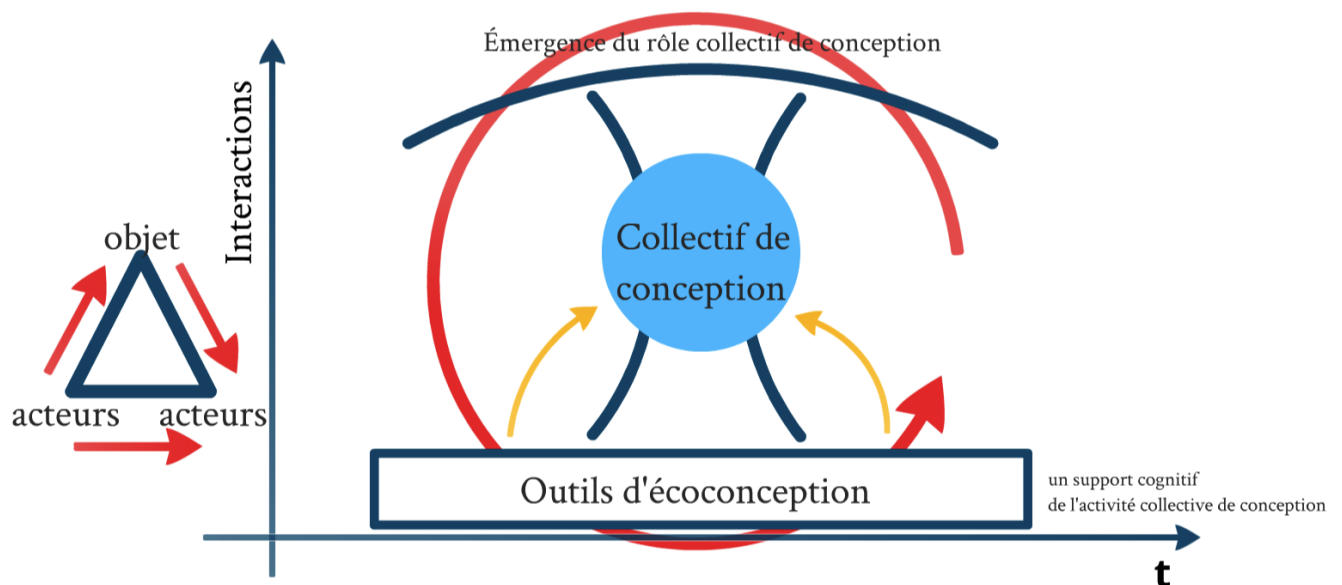 Émergence du rôle collectif de conception
Interactions
objet
acteurs
acteurs
Collectif de
conception
Outils d'écoconception
un support cognitif
de l'activité collective de conception
t